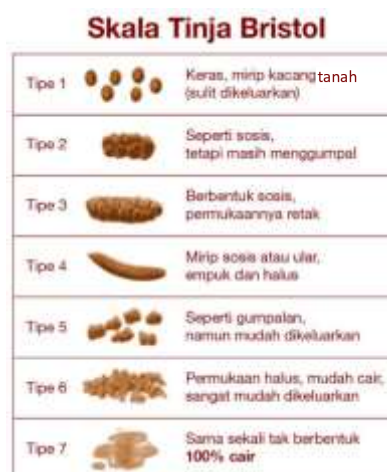 Skala Tinja Bristol
Tipe 1
Keras, mirip kacang tanah
(sulit dikeluarkan)
Tipe 2
Seperti sosis,
tetapi masih menggumpal
Tipe 3
Berbentuk sosis,
permukaannya retak
Tipe 4
Mirip sosis atau ular,
empuk dan halus
Tipe 5
Seperti gumpalan,
namun mudah dikeluarkan
Tipe 6
Permukaan halus, mudah cair,
sangat mudah dikeluarkan
Tipe 7
Sama sekali tak berbentuk
100% cair